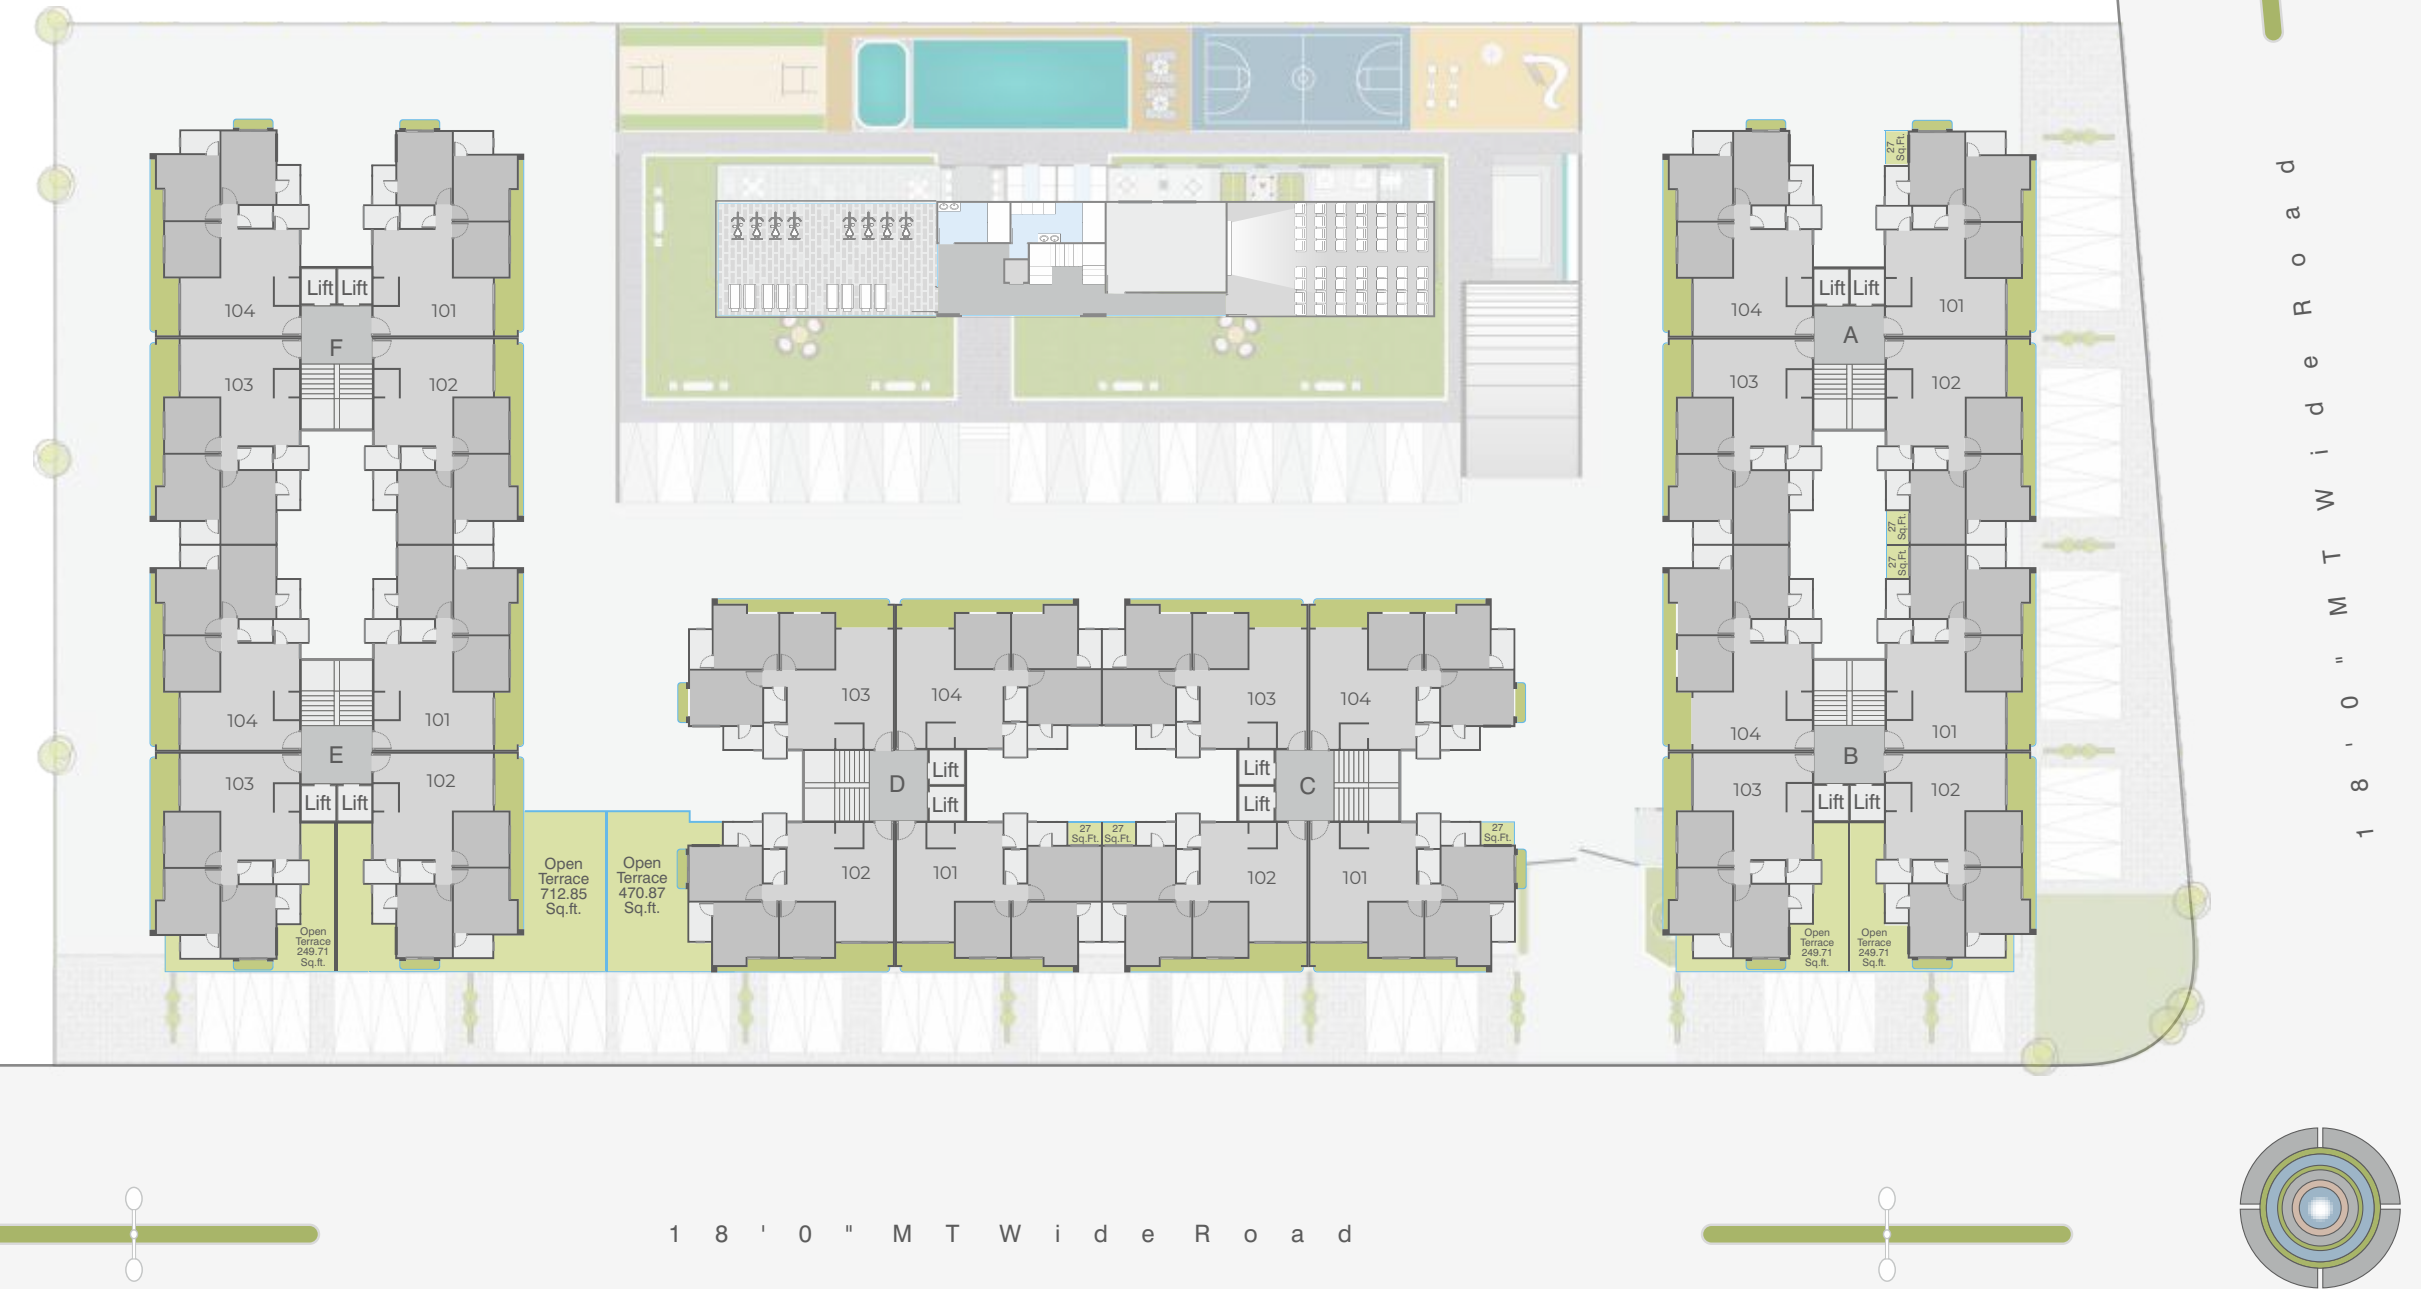 27
Sq.Ft.
Lift Lift
104
101
F
103
102
Lift Lift
104
101
A
103
102
27
Sq.Ft.
27
Sq.Ft.
104
101
E
103
102
Lift Lift
103
104
103
104
Lift
D
Lift
Lift
C
Lift
104
101
B
103
102
Lift Lift
27
Sq.Ft.
27
Sq.Ft.
27
Sq.Ft.
102
101
102
101
Open
Terrace
712.85
Sq.ft.
Open
Terrace
470.87
Sq.ft.
Open
Terrace
249.71
Sq.ft.
Open
Terrace
249.71
Sq.ft.
Open
Terrace
249.71
Sq.ft.
18'0" MT Wide Road
18'0" MT Wide Road